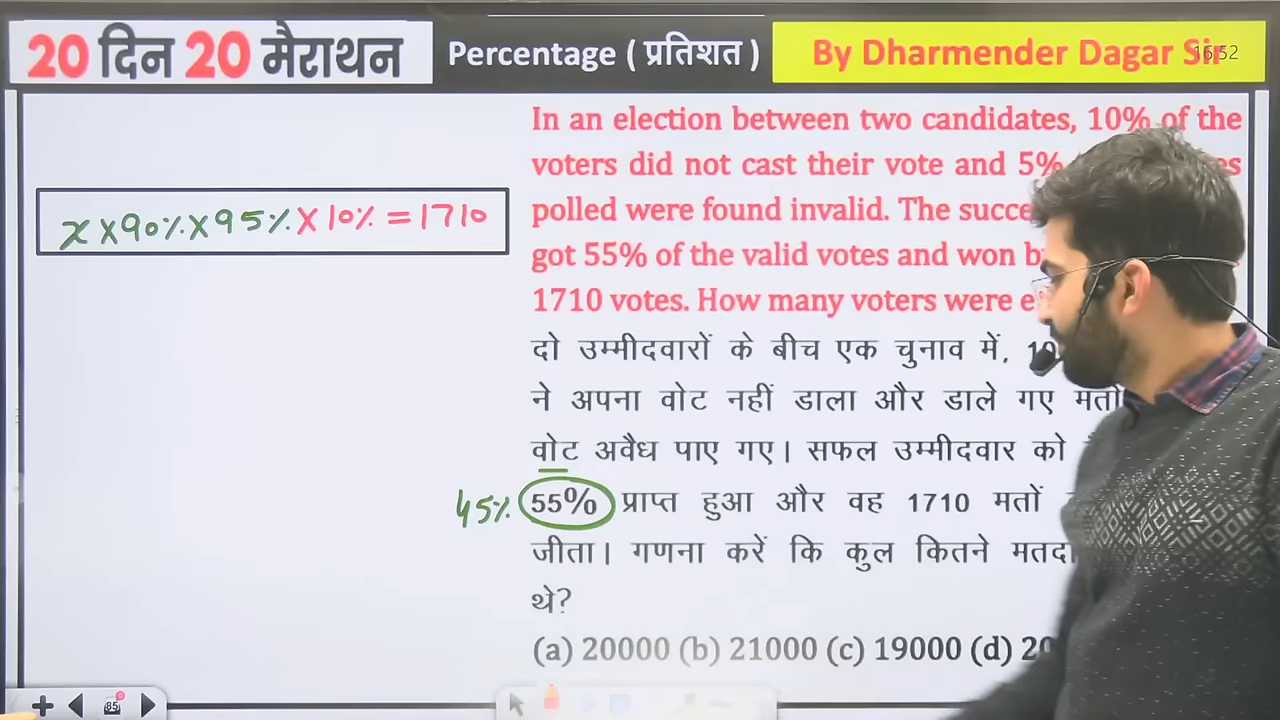 20 दिन 20 मैराथन
Percentage ( प्रतिशत )
By Dharmender Dagar Sir
16:52
x × 90% × 95% × 10% = 1710
In an election between two candidates, 10% of the
voters did not cast their vote and 5%
polled were found invalid. The
got 55% of the valid votes and won
1710 votes. How many voters were
दो उम्मीदवारों के बीच एक चुनाव में,
ने अपना वोट नहीं डाला और डाले गए
वोट अवैध पाए गए। सफल उम्मीदवार को
45%
55% प्राप्त हुआ और वह 1710 मतों
जीता। गणना करें कि कुल कितने
थे?
(a) 20000 (b) 21000 (c) 19000 (d)
85